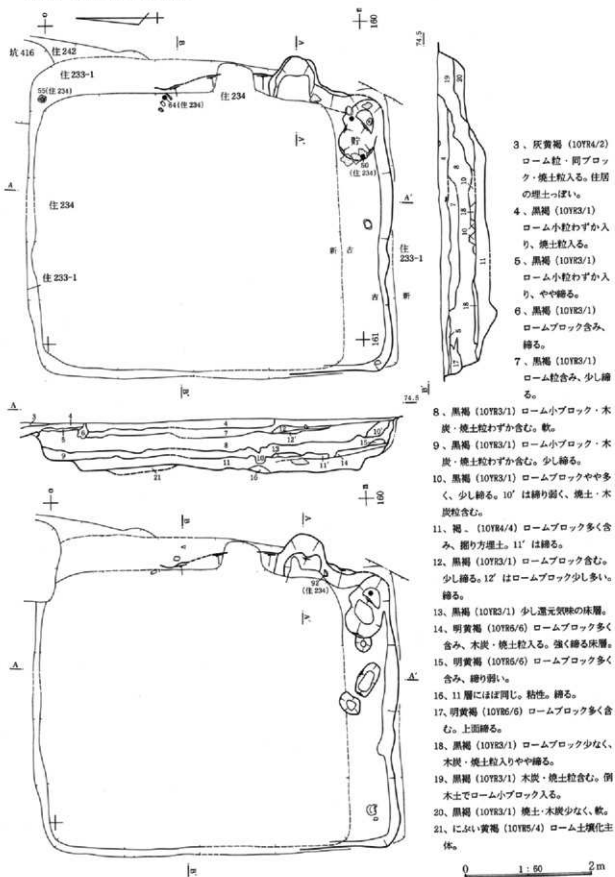 160
74.5
坑416
住242
住233-1
55(住234)
64(住234)
住234
貯
50
(住234)
A
A'
住234
住233-1
住
233-1
新
古
古
新
161
B'
74.5
B'
3、灰黄褐 (10YR4/2)
ローム粒・同ブロッ
ク・焼土粒入る。住居
の埋土っぽい。
4、黒褐 (10YR3/1)
ローム小粒わずか入
り、焼土粒入る。
5、黒褐 (10YR3/1)
ローム小粒わずか入
り、やや締る。
6、黒褐 (10YR3/1)
ロームブロック含み、
締る。
7、黒褐 (10YR3/1)
ローム粒含み、少し締
る。
8、黒褐 (10YR3/1) ローム小ブロック・木
炭・焼土粒わずか含む。軟。
9、黒褐 (10YR3/1) ローム小ブロック・木
炭・焼土粒わずか含む。少し締る。
10、黒褐 (10YR3/1) ロームブロックやや多
く、少し締る。10′は締り弱く、焼土・木
炭粒含む。
11、褐、(10YR4/4) ロームブロック多く含
み、掘り方埋土。11′は締る。
12、黒褐 (10YR3/1) ロームブロック含む。
少し締る。12′はロームブロック少し多い。
締る。
13、黒褐 (10YR3/1) 少し還元気味の床層。
14、明黄褐 (10YR6/6) ロームブロック多く
含み、木炭・焼土粒入る。強く締る床層。
15、明黄褐 (10YR6/6) ロームブロック多く
含み、締り弱い。
16、11層にほぼ同じ。粘性。締る。
17、明黄褐 (10YR6/6) ロームブロック多く含
む。上面締る。
18、黒褐 (10YR3/1) ロームブロック少なく、
木炭・焼土粒入りやや締る。
19、黒褐 (10YR3/1) 木炭・焼土粒含む。倒
木土でローム小ブロック入る。
20、黒褐 (10YR3/1) 焼土・木炭少なく、軟。
21、にぶい黄褐 (10YR5/4) ローム土壌化主
体。
A
3
4
7
8
9
11
21
16
14
160
92
(住234)
A
A'
B'
0 1:60 2m